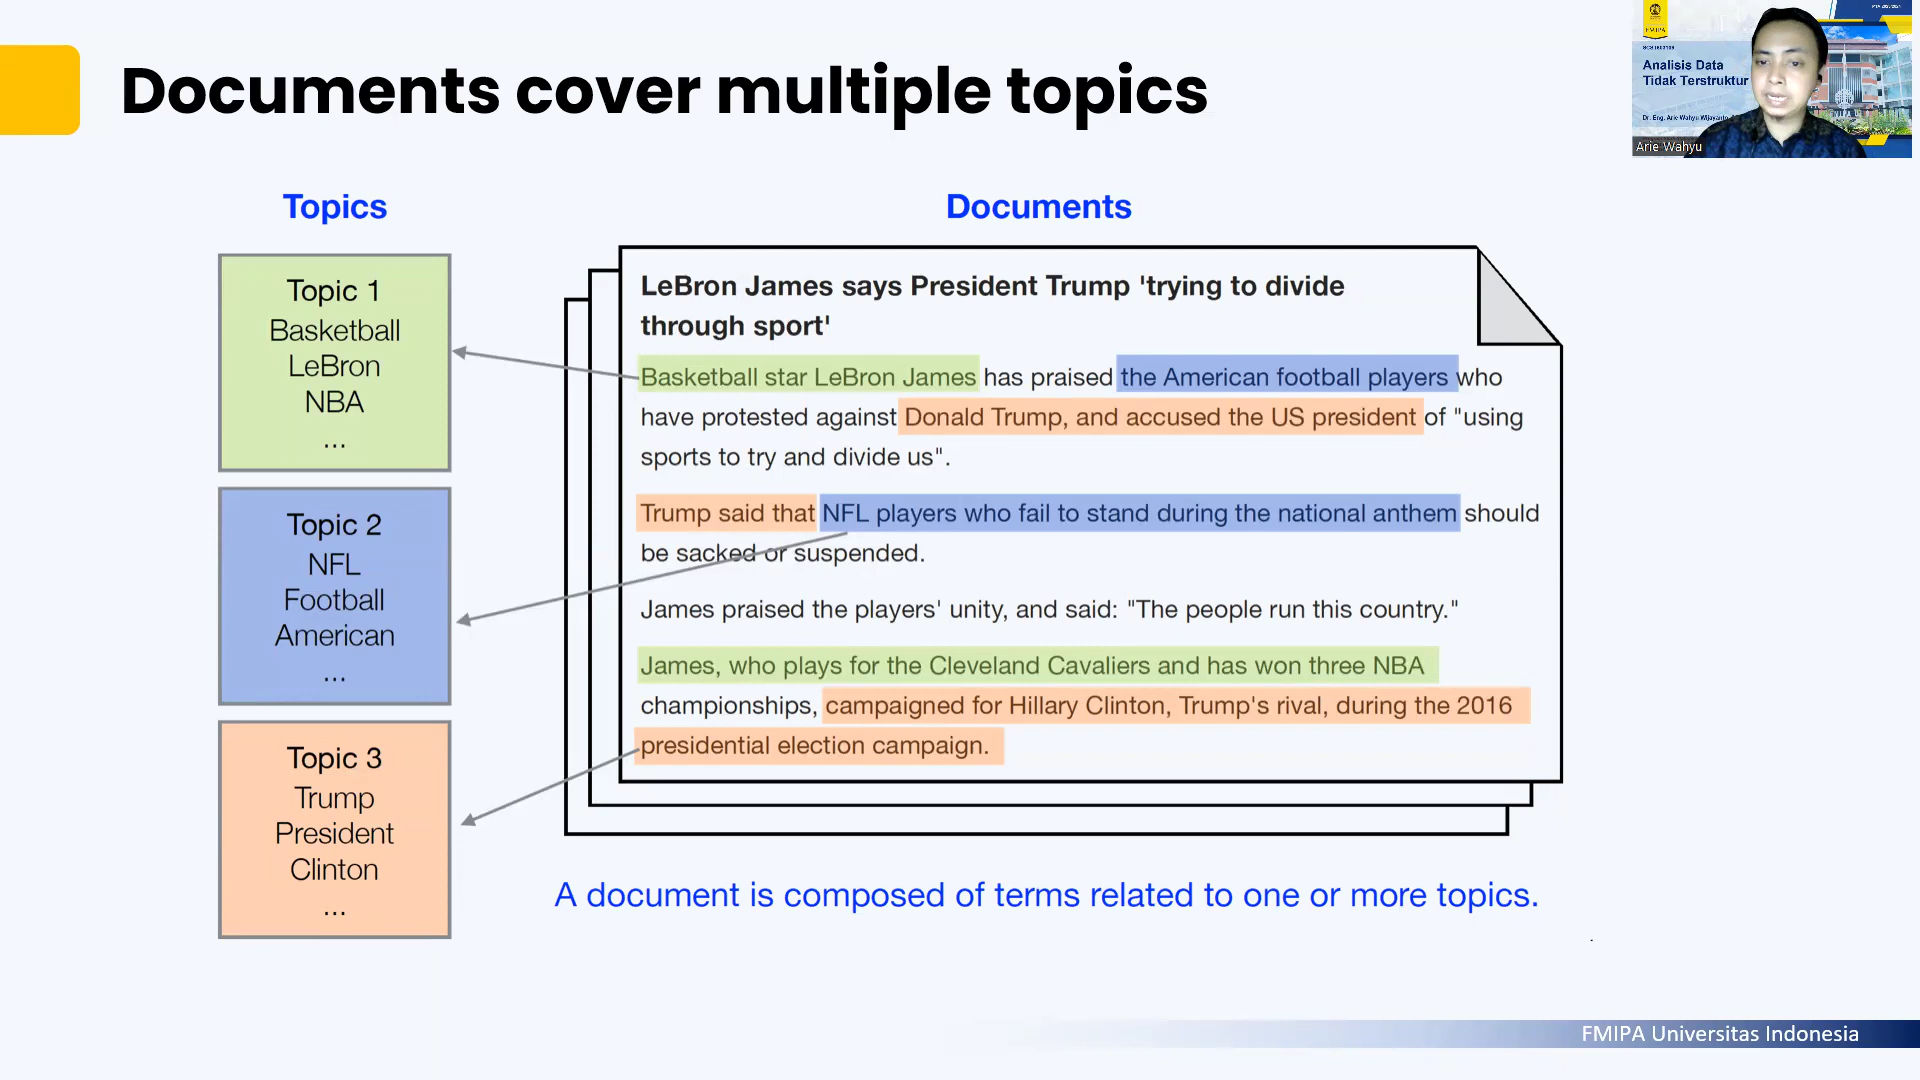 Documents cover multiple topics
FMIPA
Analisis Data
Tidak Terstruktur
Dr. Eng. Arie Wahyu Wijayanto
Arie Wahyu
Topics
Documents
Topic 1
Basketball
LeBron
NBA
...
Topic 2
NFL
Football
American
...
Topic 3
Trump
President
Clinton
...
LeBron James says President Trump 'trying to divide
through sport'
Basketball star LeBron James has praised the American football players who
have protested against Donald Trump, and accused the US president of "using
sports to try and divide us".
Trump said that NFL players who fail to stand during the national anthem should
be sacked or suspended.
James praised the players' unity, and said: "The people run this country."
James, who plays for the Cleveland Cavaliers and has won three NBA
championships, campaigned for Hillary Clinton, Trump's rival, during the 2016
presidential election campaign.
A document is composed of terms related to one or more topics.
FMIPA Universitas Indonesia